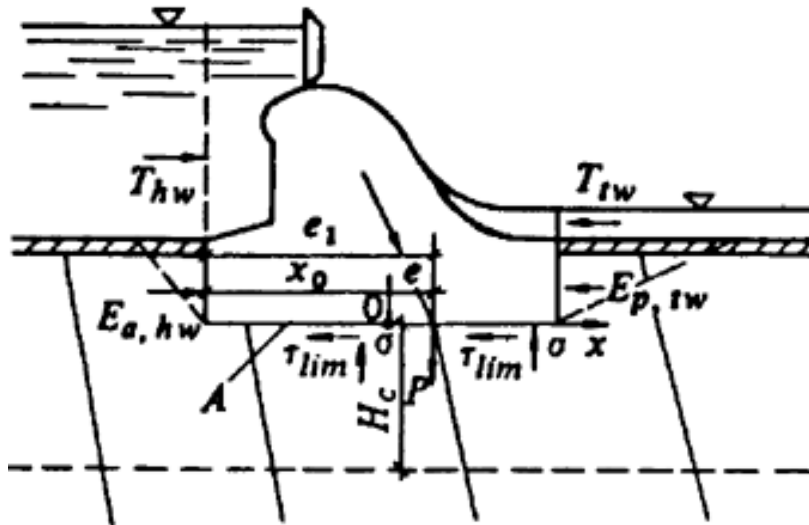 T_hw
T_tw
e_1
x_0
e
E_a, hw
E_p, tw
O
σ
σ
x
τ_lim
τ_lim
A
P
H_c